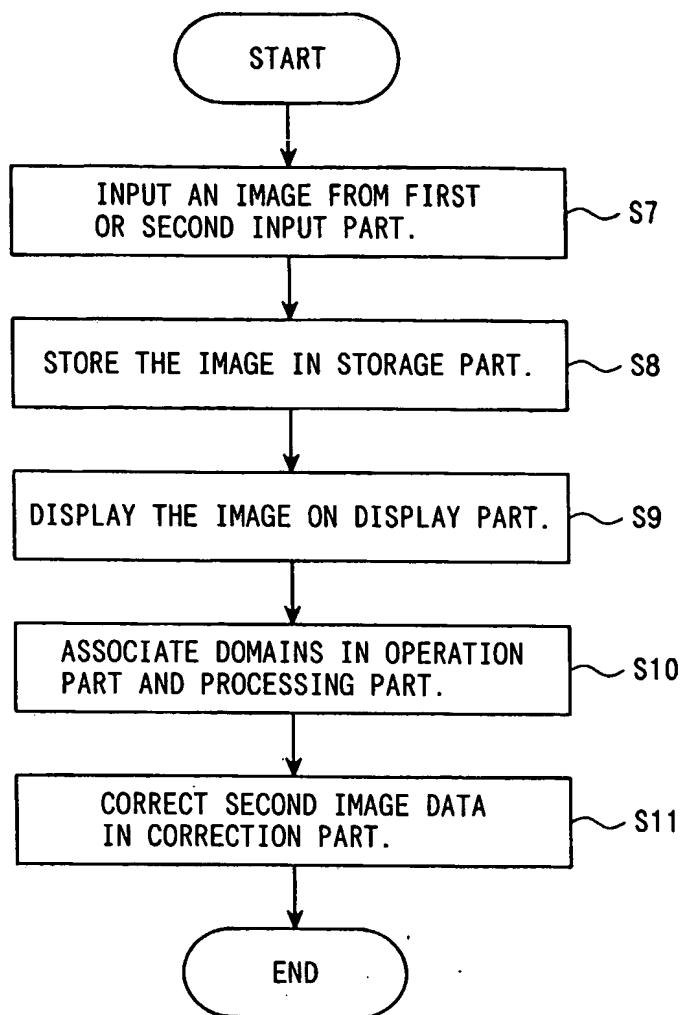 START
INPUT AN IMAGE FROM FIRST
OR SECOND INPUT PART.
S7
STORE THE IMAGE IN STORAGE PART.
S8
DISPLAY THE IMAGE ON DISPLAY PART.
S9
ASSOCIATE DOMAINS IN OPERATION
PART AND PROCESSING PART.
S10
CORRECT SECOND IMAGE DATA
IN CORRECTION PART.
S11
END